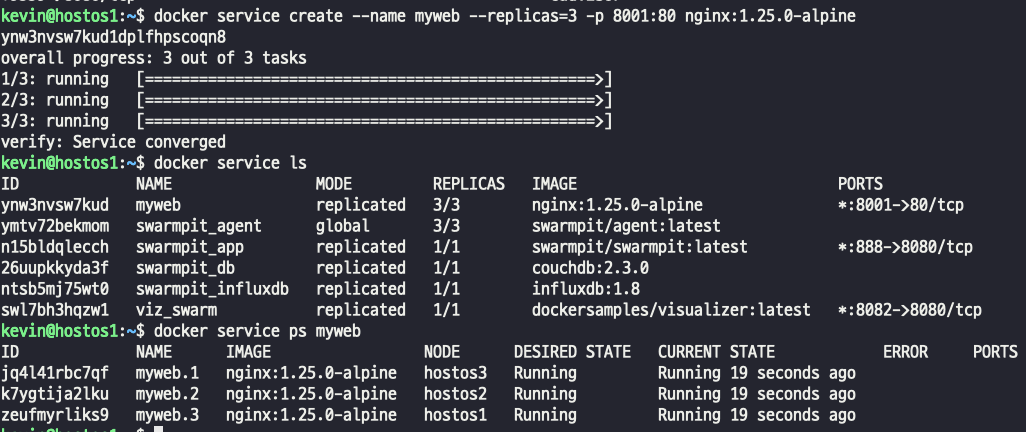 kevin@hostos1:~$ docker service create --name myweb --replicas=3 -p 8001:80 nginx:1.25.0-alpine
ynw3nvsw7kud1dplfhpscoqn8
overall progress: 3 out of 3 tasks
1/3: running   [==================================================>]
2/3: running   [==================================================>]
3/3: running   [==================================================>]
verify: Service converged
kevin@hostos1:~$ docker service ls
ID             NAME                MODE         REPLICAS   IMAGE                             PORTS
ynw3nvsw7kud   myweb               replicated   3/3        nginx:1.25.0-alpine               *:8001->80/tcp
ymtv72bekmom   swarmpit_agent      global       3/3        swarmpit/agent:latest
n15bldqlecch   swarmpit_app        replicated   1/1        swarmpit/swarmpit:latest          *:888->8080/tcp
26uupkkyda3f   swarmpit_db         replicated   1/1        couchdb:2.3.0
ntsb5mj75wt0   swarmpit_influxdb   replicated   1/1        influxdb:1.8
swl7bh3hqzw1   viz_swarm           replicated   1/1        dockersamples/visualizer:latest   *:8082->8080/tcp
kevin@hostos1:~$ docker service ps myweb
ID             NAME      IMAGE                 NODE      DESIRED STATE   CURRENT STATE            ERROR     PORTS
jq4l41rbc7qf   myweb.1   nginx:1.25.0-alpine   hostos3   Running         Running 19 seconds ago
k7ygtija2lku   myweb.2   nginx:1.25.0-alpine   hostos2   Running         Running 19 seconds ago
zeufmyrliks9   myweb.3   nginx:1.25.0-alpine   hostos1   Running         Running 19 seconds ago